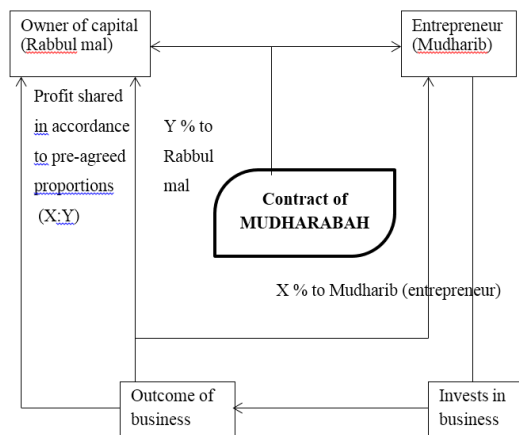 Owner of capital
(Rabbul mal)
Entrepreneur
(Mudharib)
Profit shared
in accordance
to pre-agreed
proportions
(X:Y)
Y % to
Rabbul
mal
Contract of
MUDHARABAH
X % to Mudharib (entrepreneur)
Outcome of
business
Invests in
business